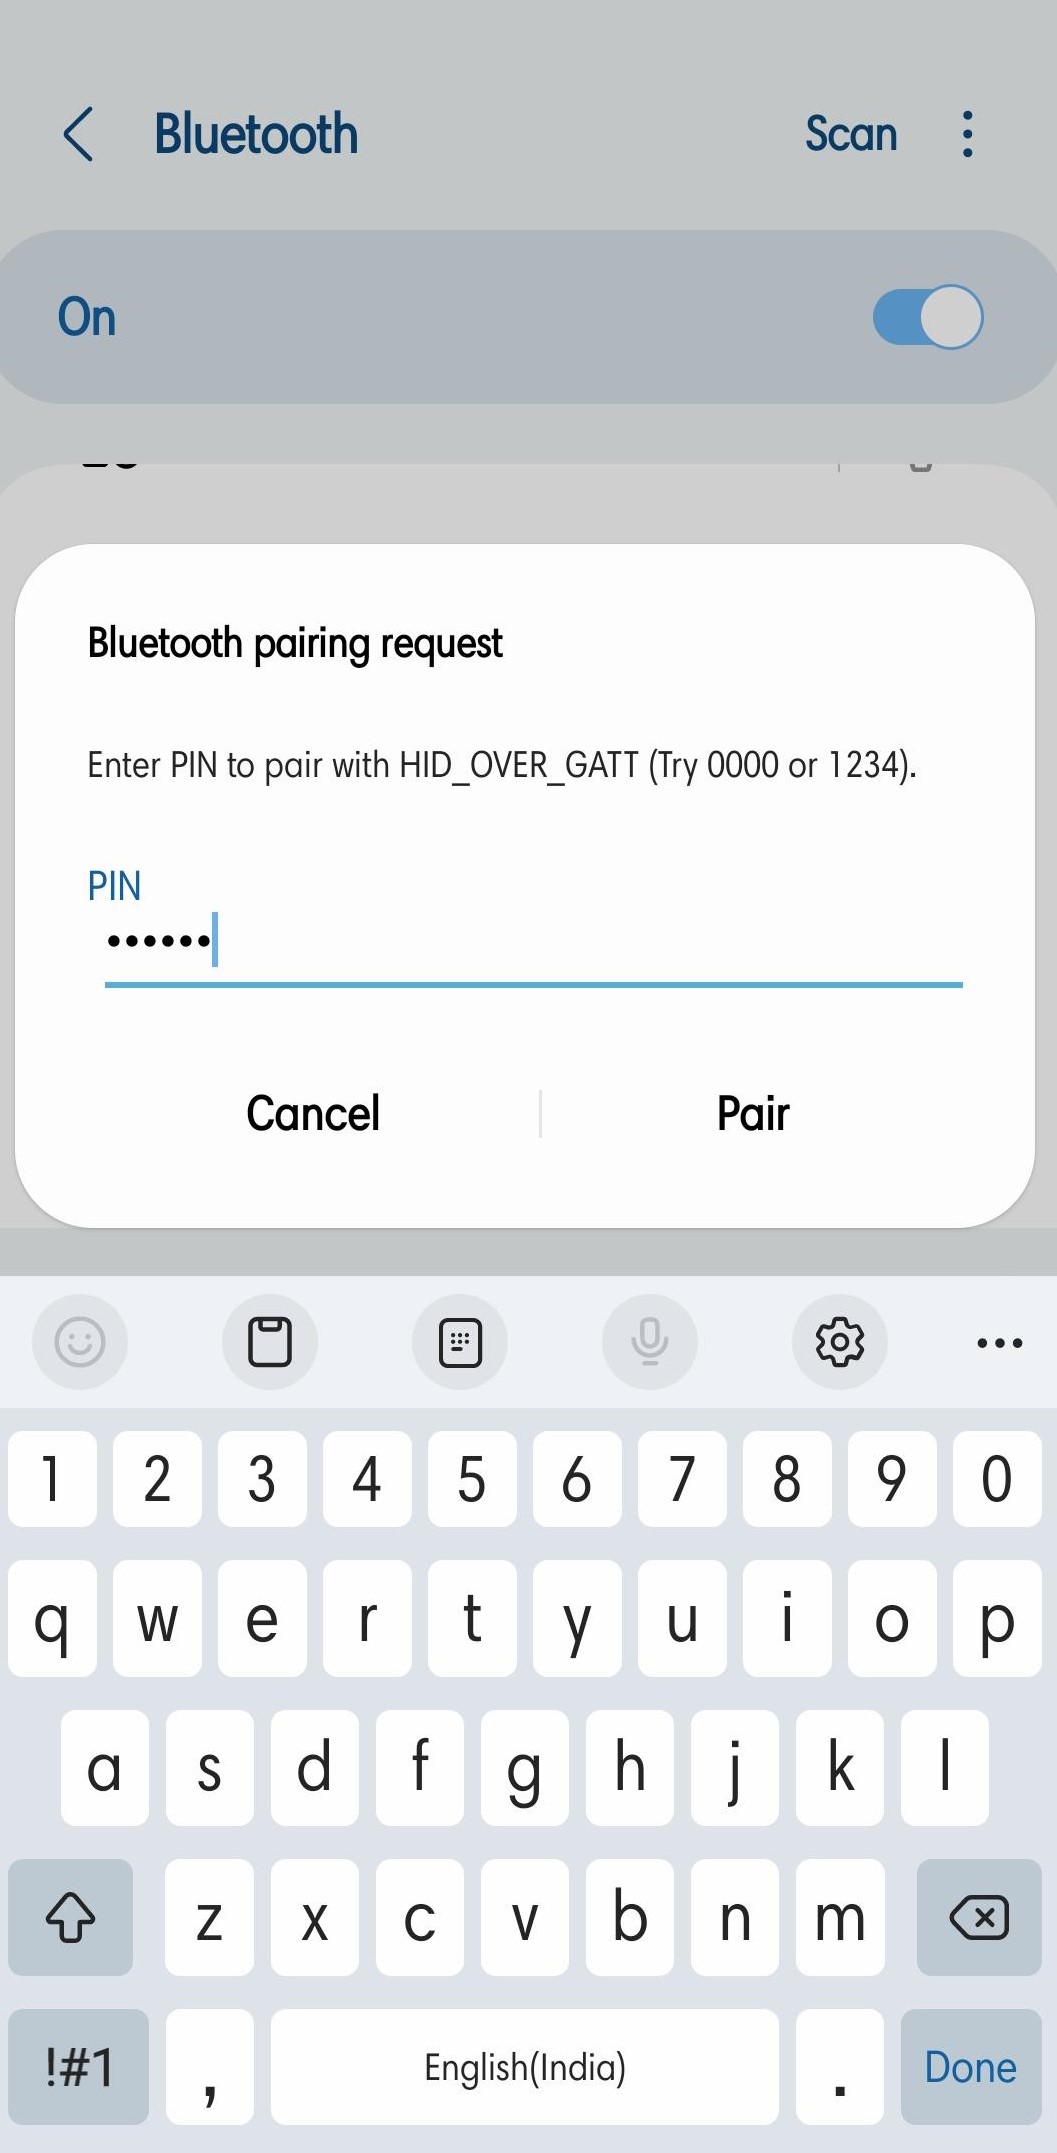 Bluetooth Scan
On
Bluetooth pairing request
Enter PIN to pair with HID_OVER_GATT (Try 0000 or 1234).
PIN
••••••
Cancel Pair
1 2 3 4 5 6 7 8 9 0
q w e r t y u i o p
a s d f g h j k l
z x c v b n m
!#1 , English(India) . Done